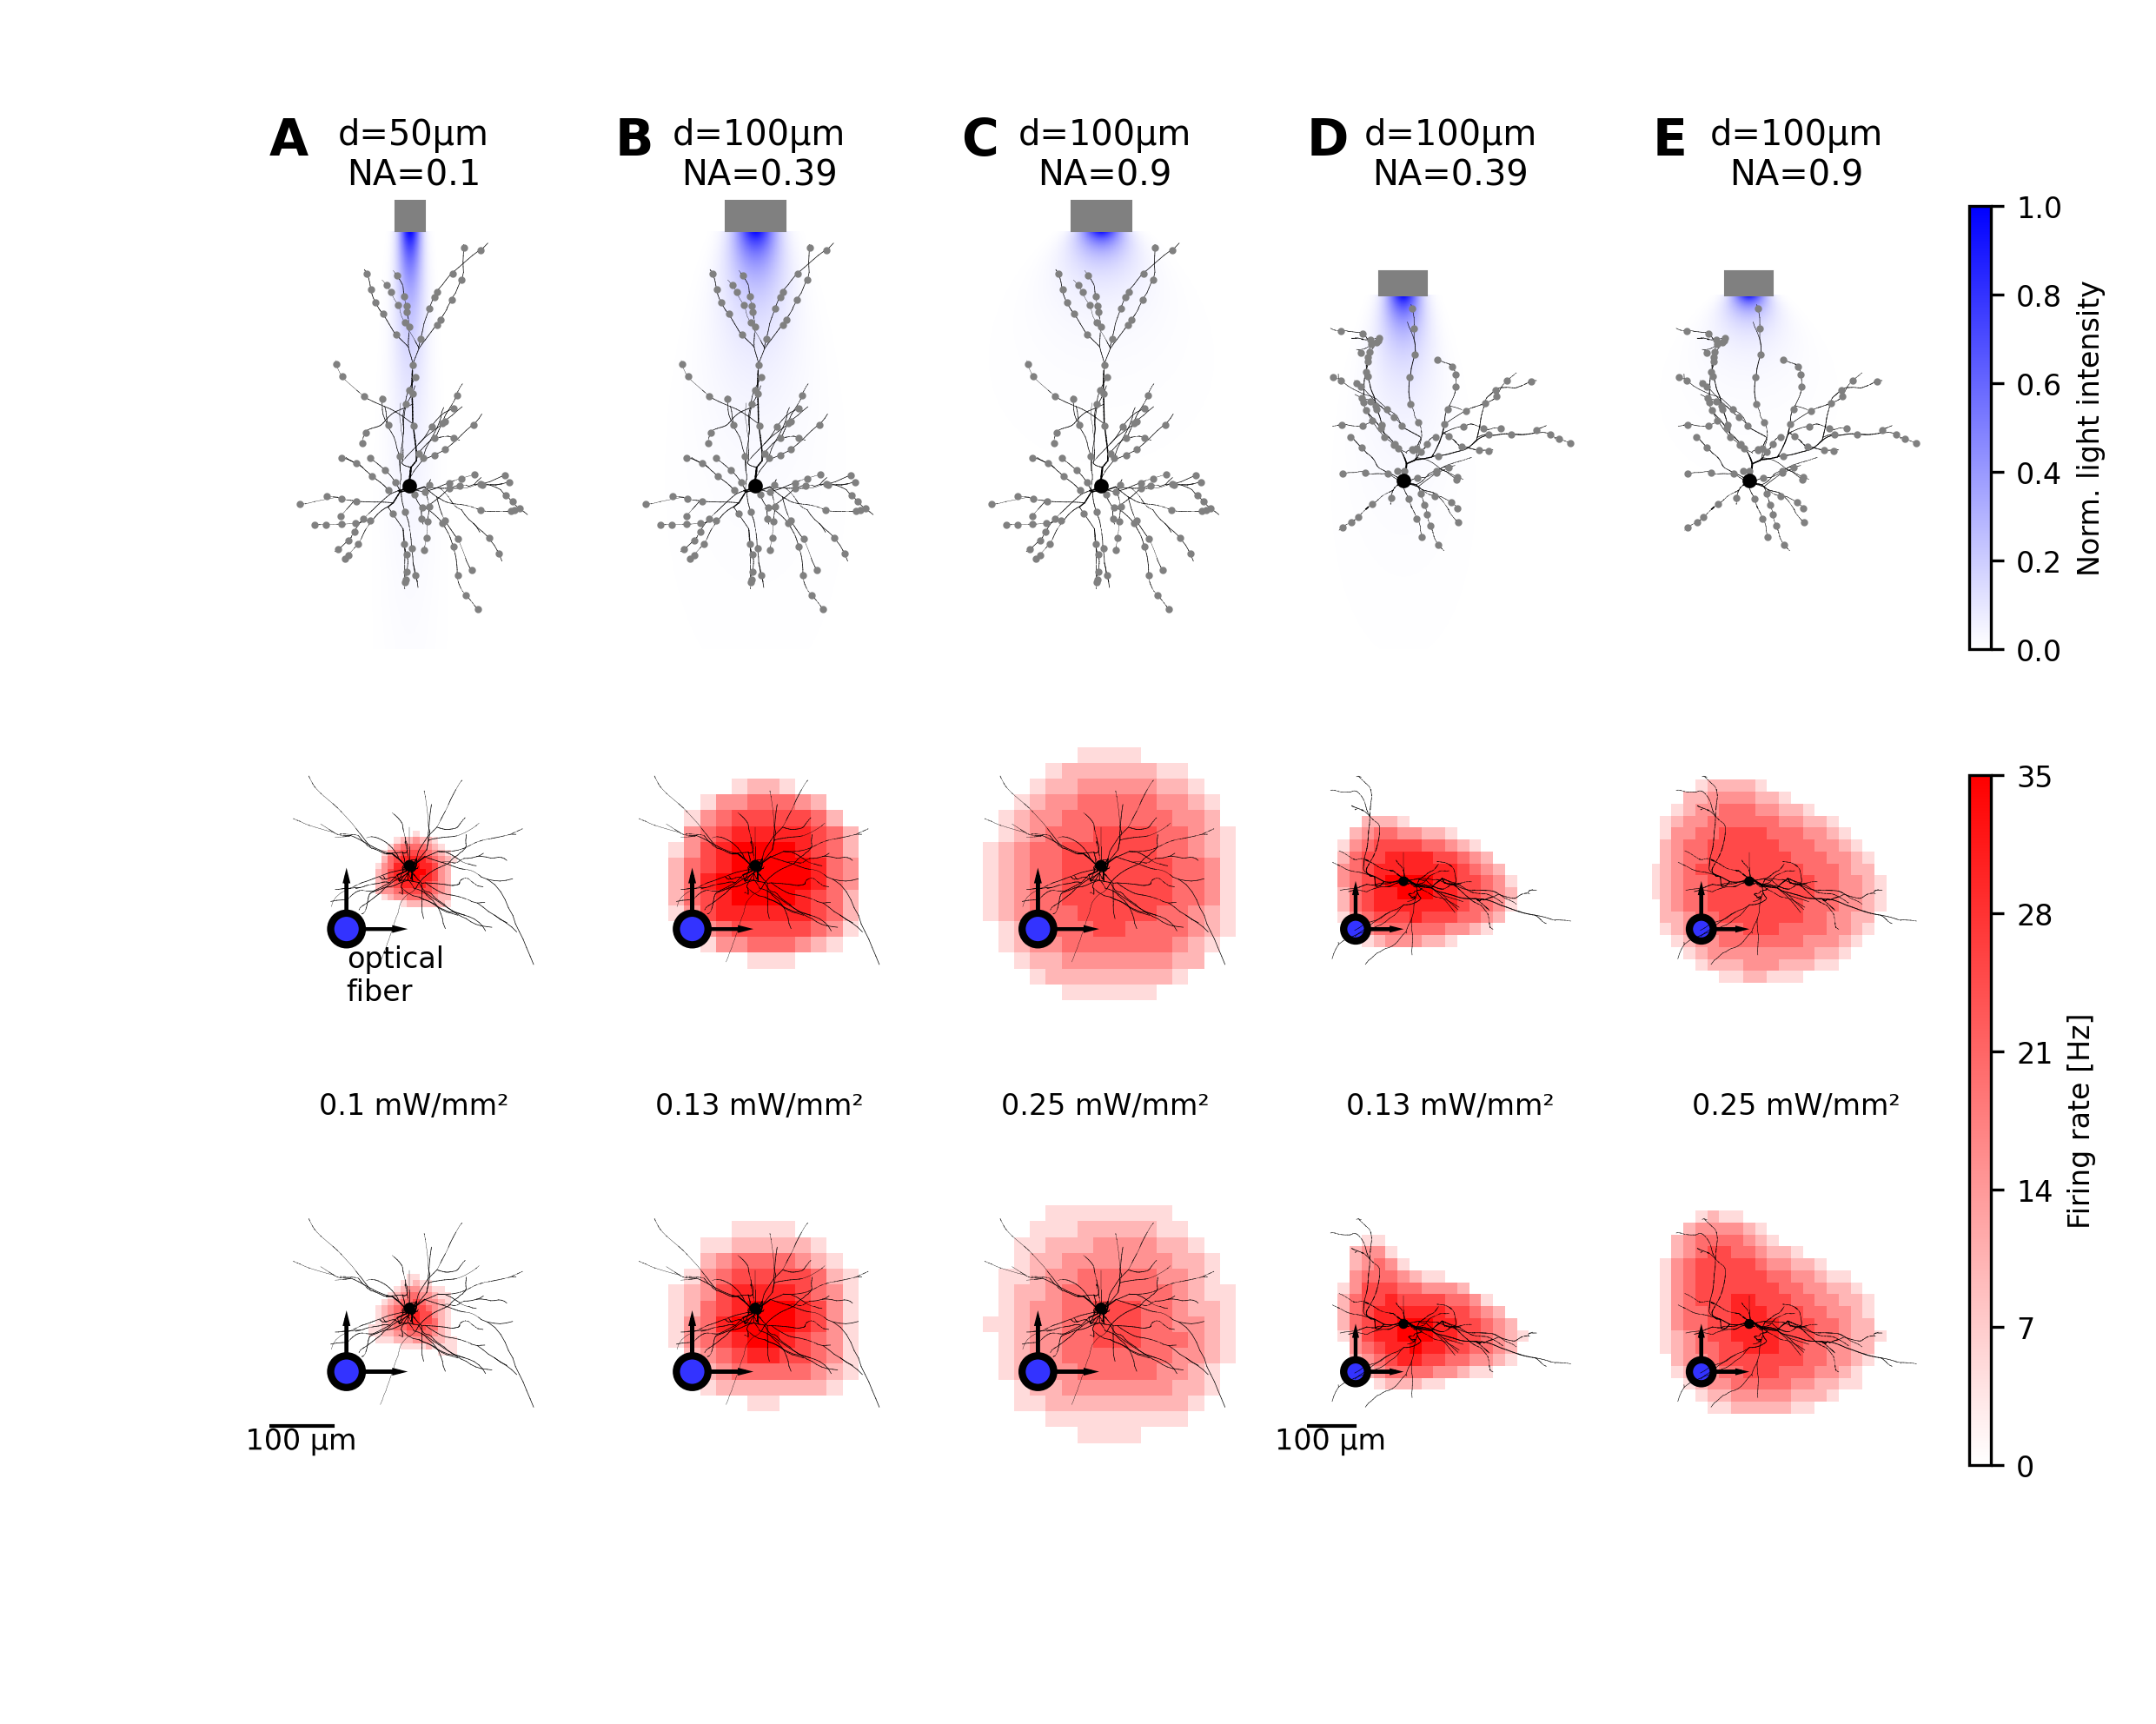 A
d=50µm
NA=0.1
B
d=100µm
NA=0.39
C
d=100µm
NA=0.9
D
d=100µm
NA=0.39
E
d=100µm
NA=0.9
1.0
0.8
0.6
0.4
0.2
0.0
Norm. light intensity
optical
fiber
0.1 mW/mm²
0.13 mW/mm²
0.25 mW/mm²
0.13 mW/mm²
0.25 mW/mm²
35
28
21
14
7
0
Firing rate [Hz]
100 µm
100 µm